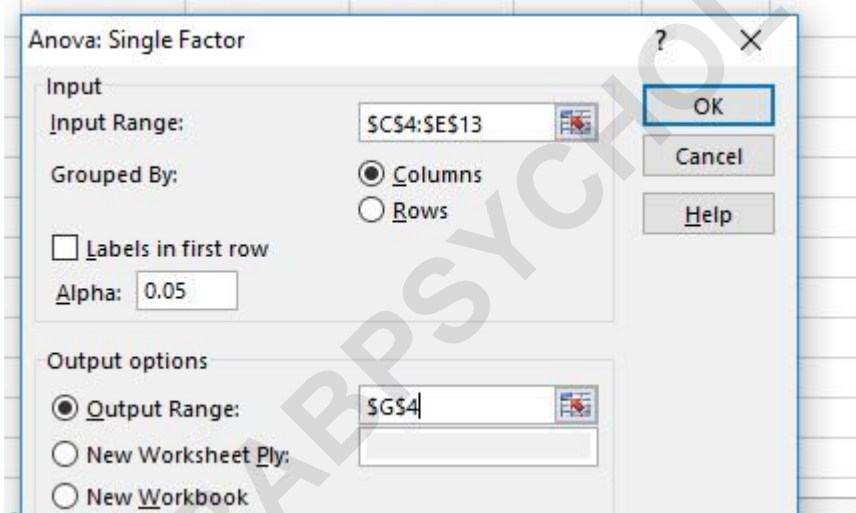 Anova: Single Factor ? X
Input
Input Range: $C$4:$E$13
Grouped By: Columns
Rows
Labels in first row
Alpha: 0.05
OK
Cancel
Help
Output options
Output Range: $G$4
New Worksheet Ply:
New Workbook
ABPSYCHOL